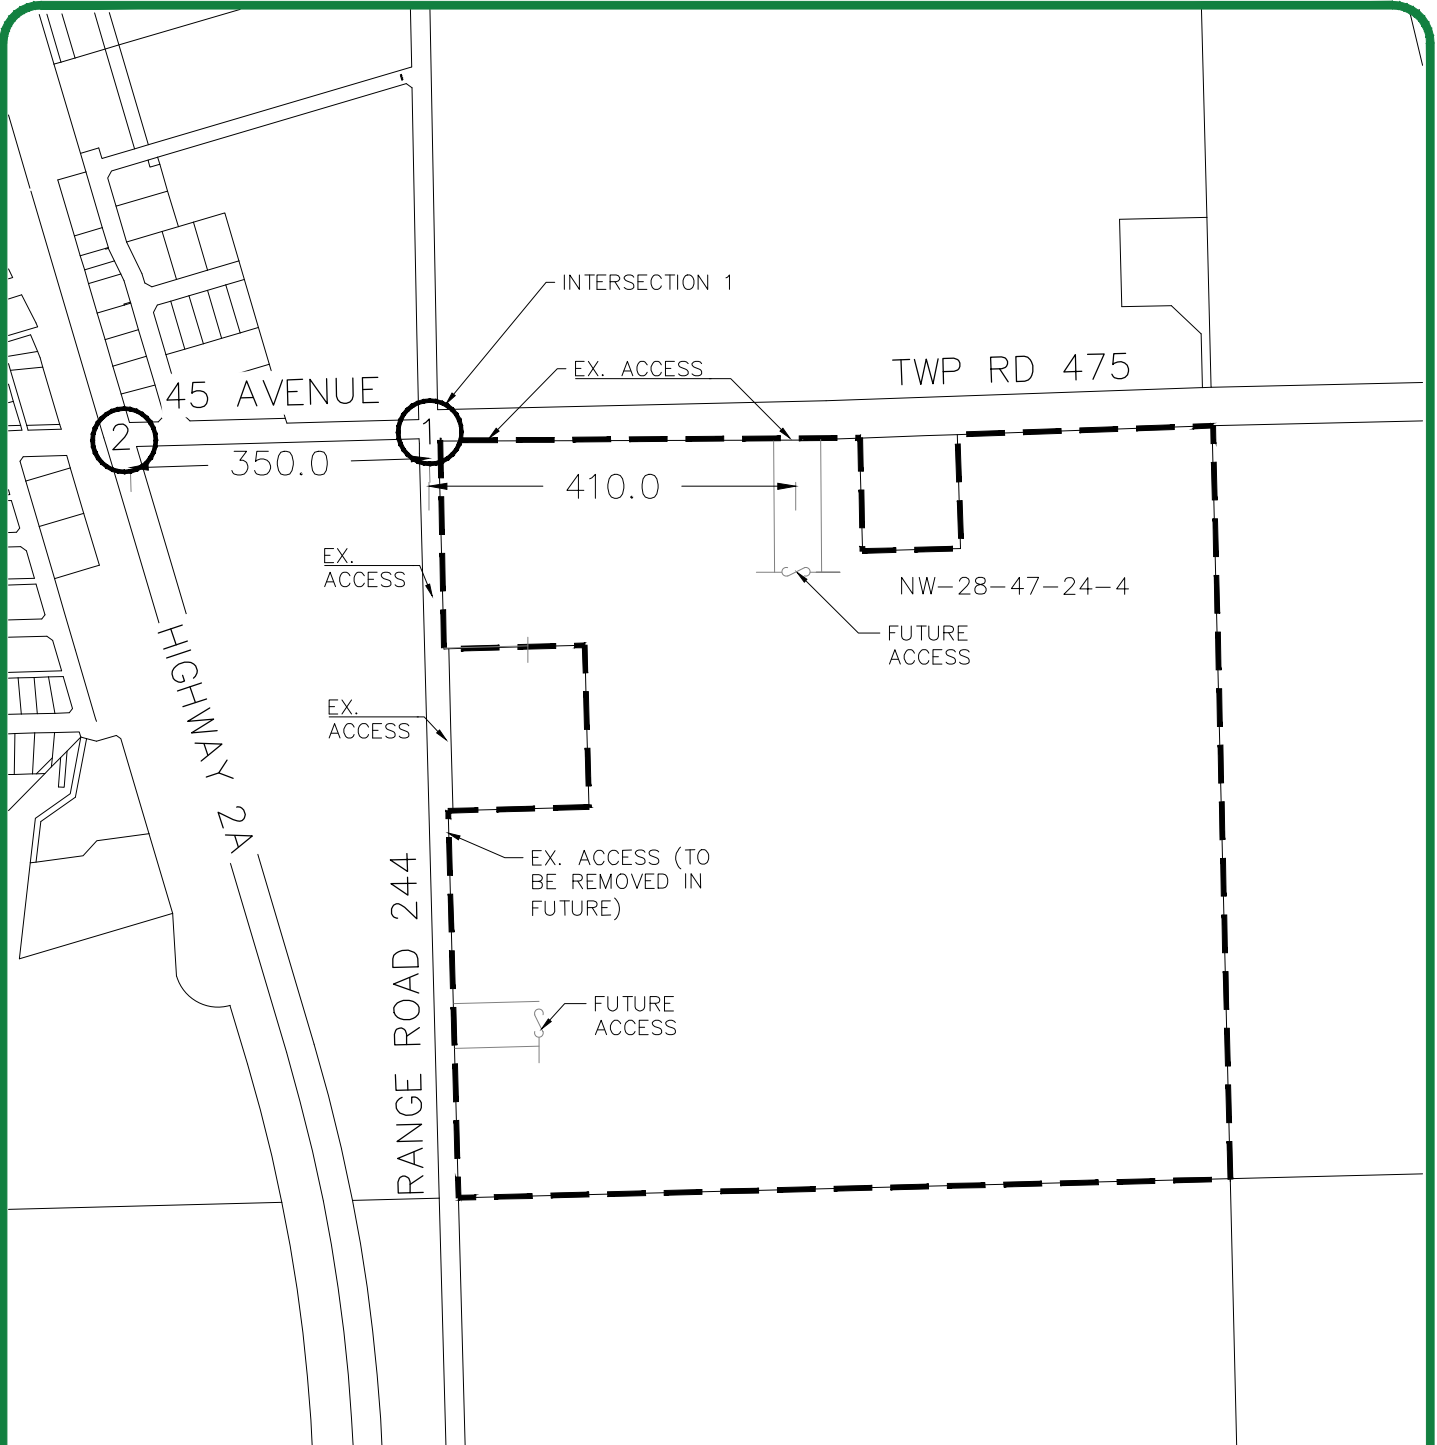 INTERSECTION 1
EX. ACCESS
TWP RD 475
45 AVENUE
2
1
350.0
410.0
EX.
ACCESS
NW-28-47-24-4
FUTURE
ACCESS
HIGHWAY 2A
EX.
ACCESS
EX. ACCESS (TO
BE REMOVED IN
FUTURE)
RANGE ROAD 244
FUTURE
ACCESS